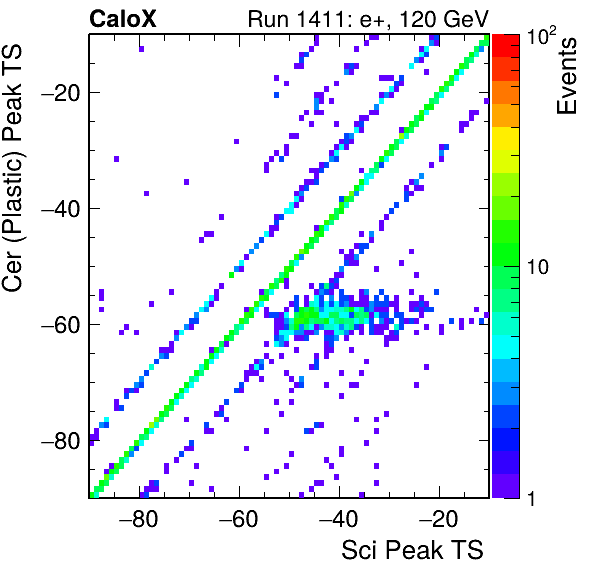 CaloX Run 1411: e+, 120 GeV
Cer (Plastic) Peak TS
−20
−40
−60
−80
−80 −60 −40 −20
Sci Peak TS
10²
10
1
Events